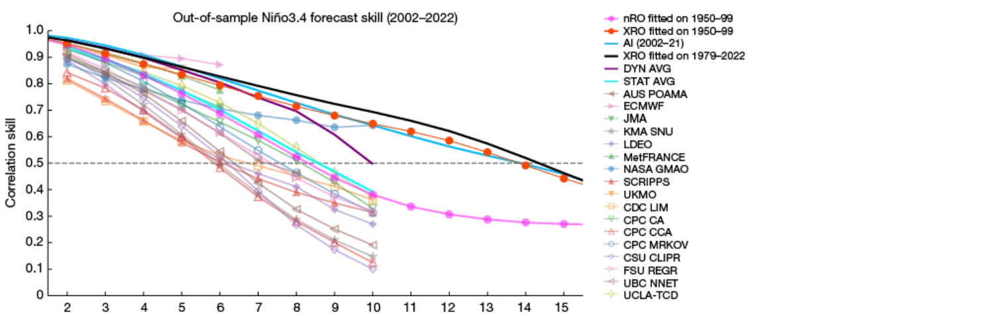 Out-of-sample Niño3.4 forecast skill (2002–2022)
Correlation skill
1.0
0.9
0.8
0.7
0.6
0.5
0.4
0.3
0.2
0.1
0
2 3 4 5 6 7 8 9 10 11 12 13 14 15
nRO fitted on 1950–99
XRO fitted on 1950–99
AI (2002–21)
XRO fitted on 1979–2022
DYN AVG
STAT AVG
AUS POAMA
ECMWF
JMA
KMA SNU
LDEO
MetFRANCE
NASA GMAO
SCRIPPS
UKMO
CDC LIM
CPC CA
CPC CCA
CPC MRKOV
CSU CLIPR
FSU REGR
UBC NNET
UCLA-TCD